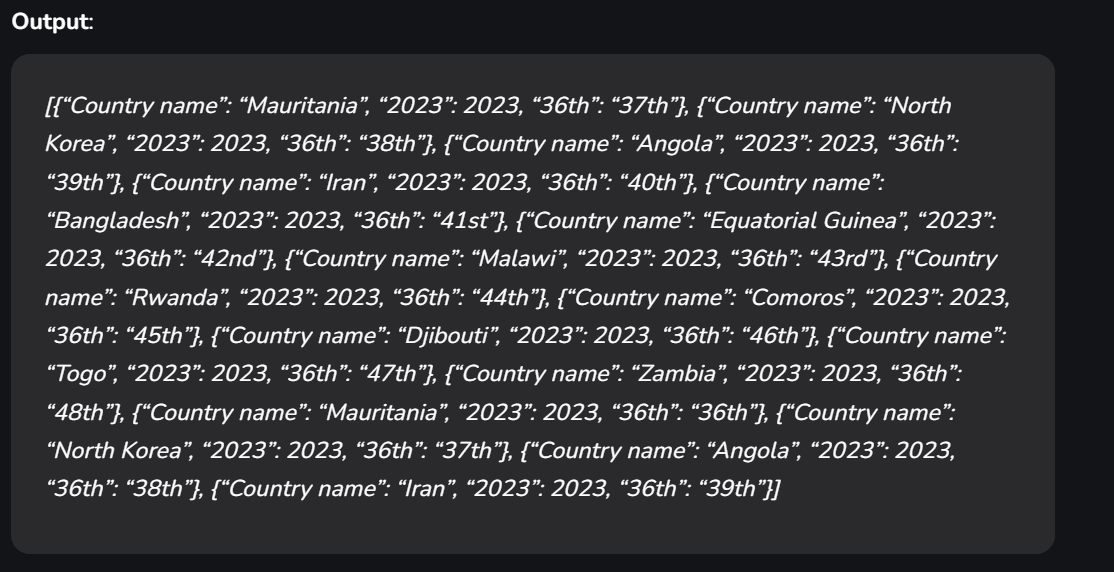 Output:
[{“Country name”: “Mauritania”, “2023”: 2023, “36th”: “37th”}, {“Country name”: “North
Korea”, “2023”: 2023, “36th”: “38th”}, {“Country name”: “Angola”, “2023”: 2023, “36th”:
“39th”}, {“Country name”: “Iran”, “2023”: 2023, “36th”: “40th”}, {“Country name”:
“Bangladesh”, “2023”: 2023, “36th”: “41st”}, {“Country name”: “Equatorial Guinea”, “2023”:
2023, “36th”: “42nd”}, {“Country name”: “Malawi”, “2023”: 2023, “36th”: “43rd”}, {“Country
name”: “Rwanda”, “2023”: 2023, “36th”: “44th”}, {“Country name”: “Comoros”, “2023”: 2023,
“36th”: “45th”}, {“Country name”: “Djibouti”, “2023”: 2023, “36th”: “46th”}, {“Country name”:
“Togo”, “2023”: 2023, “36th”: “47th”}, {“Country name”: “Zambia”, “2023”: 2023, “36th”:
“48th”}, {“Country name”: “Mauritania”, “2023”: 2023, “36th”: “36th”}, {“Country name”:
“North Korea”, “2023”: 2023, “36th”: “37th”}, {“Country name”: “Angola”, “2023”: 2023,
“36th”: “38th”}, {“Country name”: “Iran”, “2023”: 2023, “36th”: “39th”}]